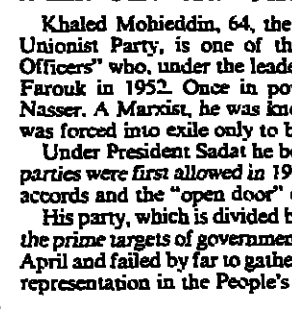 Khaled Mohieddin, 64, the
Unionist Party, is one of th
Officers" who, under the leade
Farouk in 1952. Once in po
Nasser. A Marxist, he was kn
was forced into exile only to b
Under President Sadat he b
parties were first allowed in 19
accords and the "open door"
His party, which is divided b
the prime targets of governmen
April and failed by far to gathe
representation in the People's